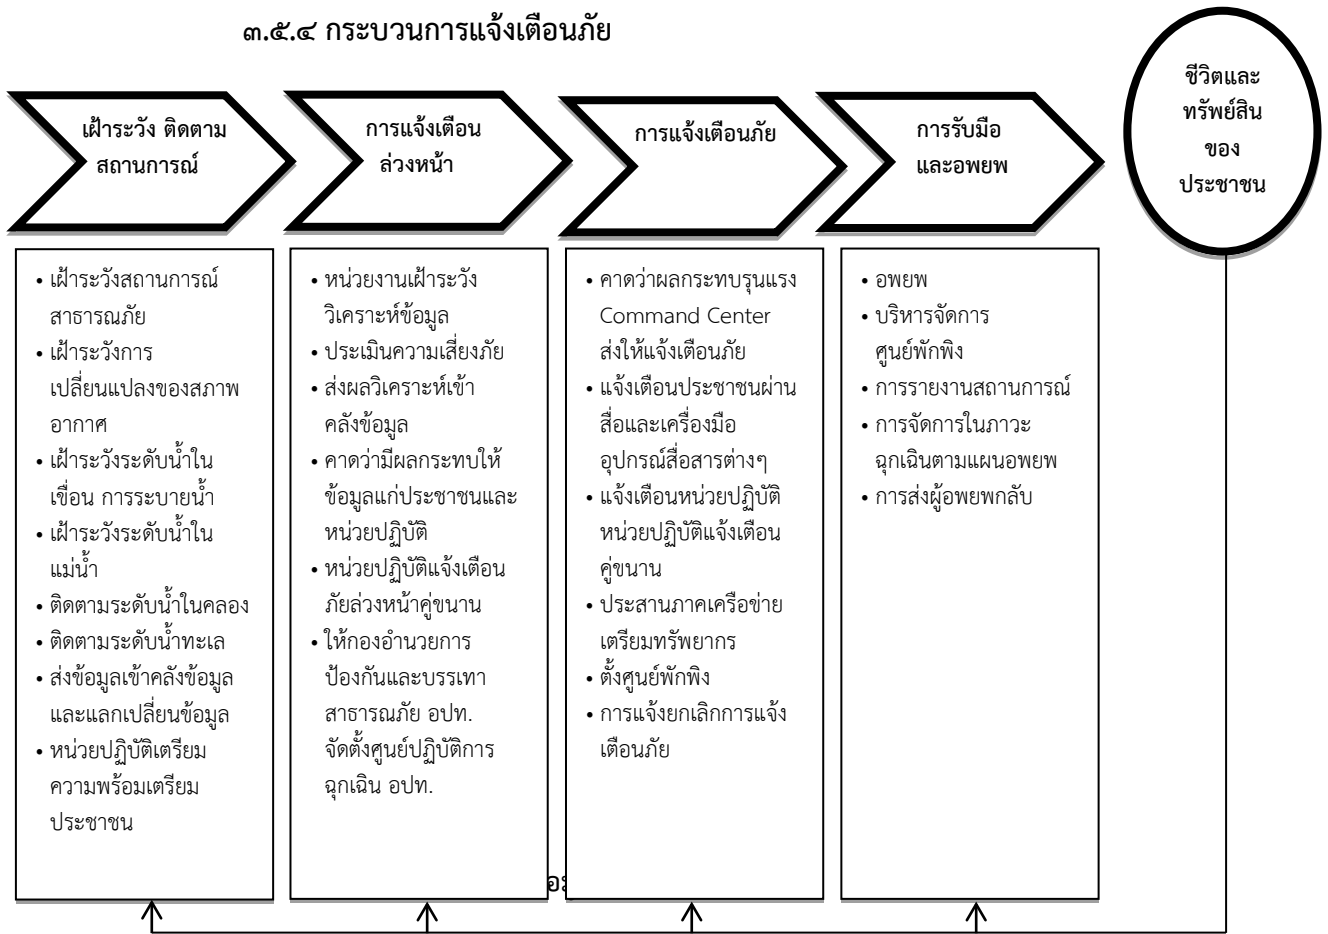 ๓.๕.๔ กระบวนการแจ้งเตือนภัย
เฝ้าระวัง ติดตาม
สถานการณ์
การแจ้งเตือน
ล่วงหน้า
การแจ้งเตือนภัย
การรับมือ
และอพยพ
ชีวิตและ
ทรัพย์สิน
ของ
ประชาชน
• เฝ้าระวังสถานการณ์
สาธารณภัย
• เฝ้าระวังการ
เปลี่ยนแปลงของสภาพ
อากาศ
• เฝ้าระวังระดับน้ำใน
เขื่อน การระบายน้ำ
• เฝ้าระวังระดับน้ำใน
แม่น้ำ
• ติดตามระดับน้ำในคลอง
• ติดตามระดับน้ำทะเล
• ส่งข้อมูลเข้าคลังข้อมูล
และแลกเปลี่ยนข้อมูล
• หน่วยปฏิบัติเตรียม
ความพร้อมเตรียม
ประชาชน
• หน่วยงานเฝ้าระวัง
วิเคราะห์ข้อมูล
• ประเมินความเสี่ยงภัย
• ส่งผลวิเคราะห์เข้า
คลังข้อมูล
• คาดว่ามีผลกระทบให้
ข้อมูลแก่ประชาชนและ
หน่วยปฏิบัติ
• หน่วยปฏิบัติแจ้งเตือน
ภัยล่วงหน้าคู่ขนาน
• ให้กองอำนวยการ
ป้องกันและบรรเทา
สาธารณภัย อปท.
จัดตั้งศูนย์ปฏิบัติการ
ฉุกเฉิน อปท.
• คาดว่าผลกระทบรุนแรง
Command Center
ส่งให้แจ้งเตือนภัย
• แจ้งเตือนประชาชนผ่าน
สื่อและเครื่องมือ
อุปกรณ์สื่อสารต่างๆ
• แจ้งเตือนหน่วยปฏิบัติ
หน่วยปฏิบัติแจ้งเตือน
คู่ขนาน
• ประสานภาคเครือข่าย
เตรียมทรัพยากร
• ตั้งศูนย์พักพิง
• การแจ้งยกเลิกการแจ้ง
เตือนภัย
• อพยพ
• บริหารจัดการ
ศูนย์พักพิง
• การรายงานสถานการณ์
• การจัดการในภาวะ
ฉุกเฉินตามแผนอพยพ
• การส่งผู้อพยพกลับ